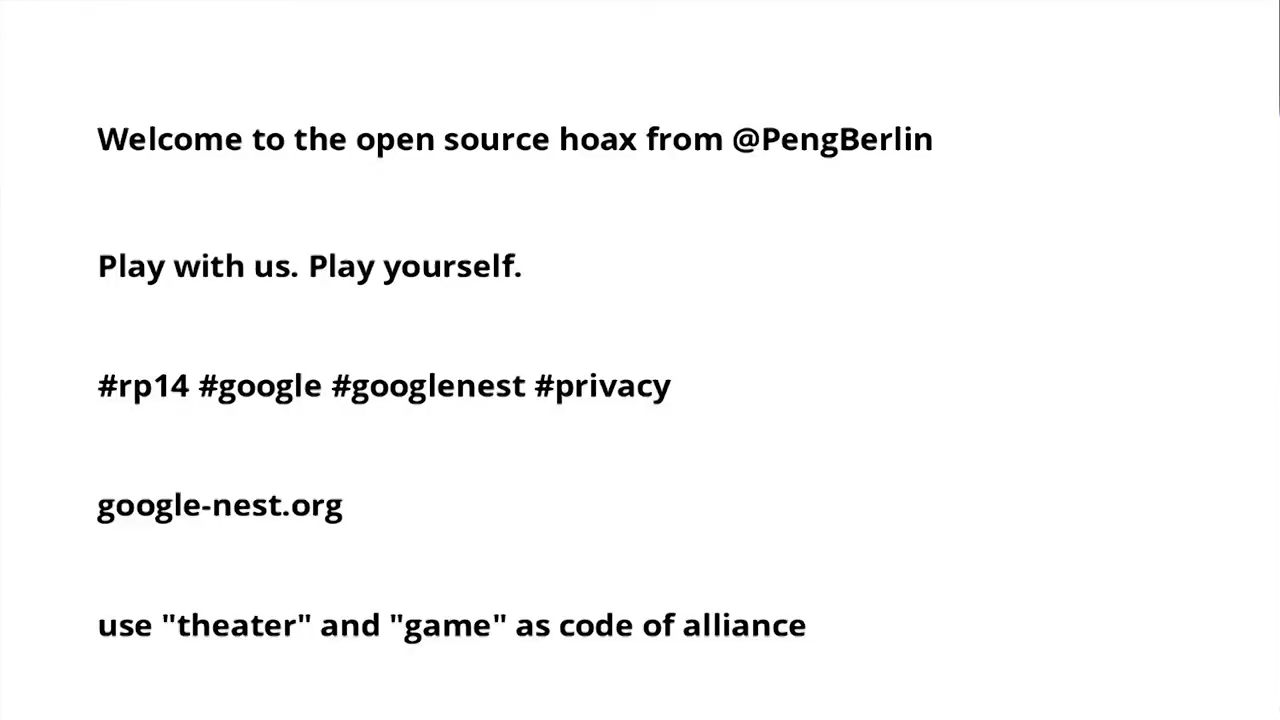 Welcome to the open source hoax from @PengBerlin
Play with us. Play yourself.
#rp14 #google #googlenest #privacy
google-nest.org
use "theater" and "game" as code of alliance